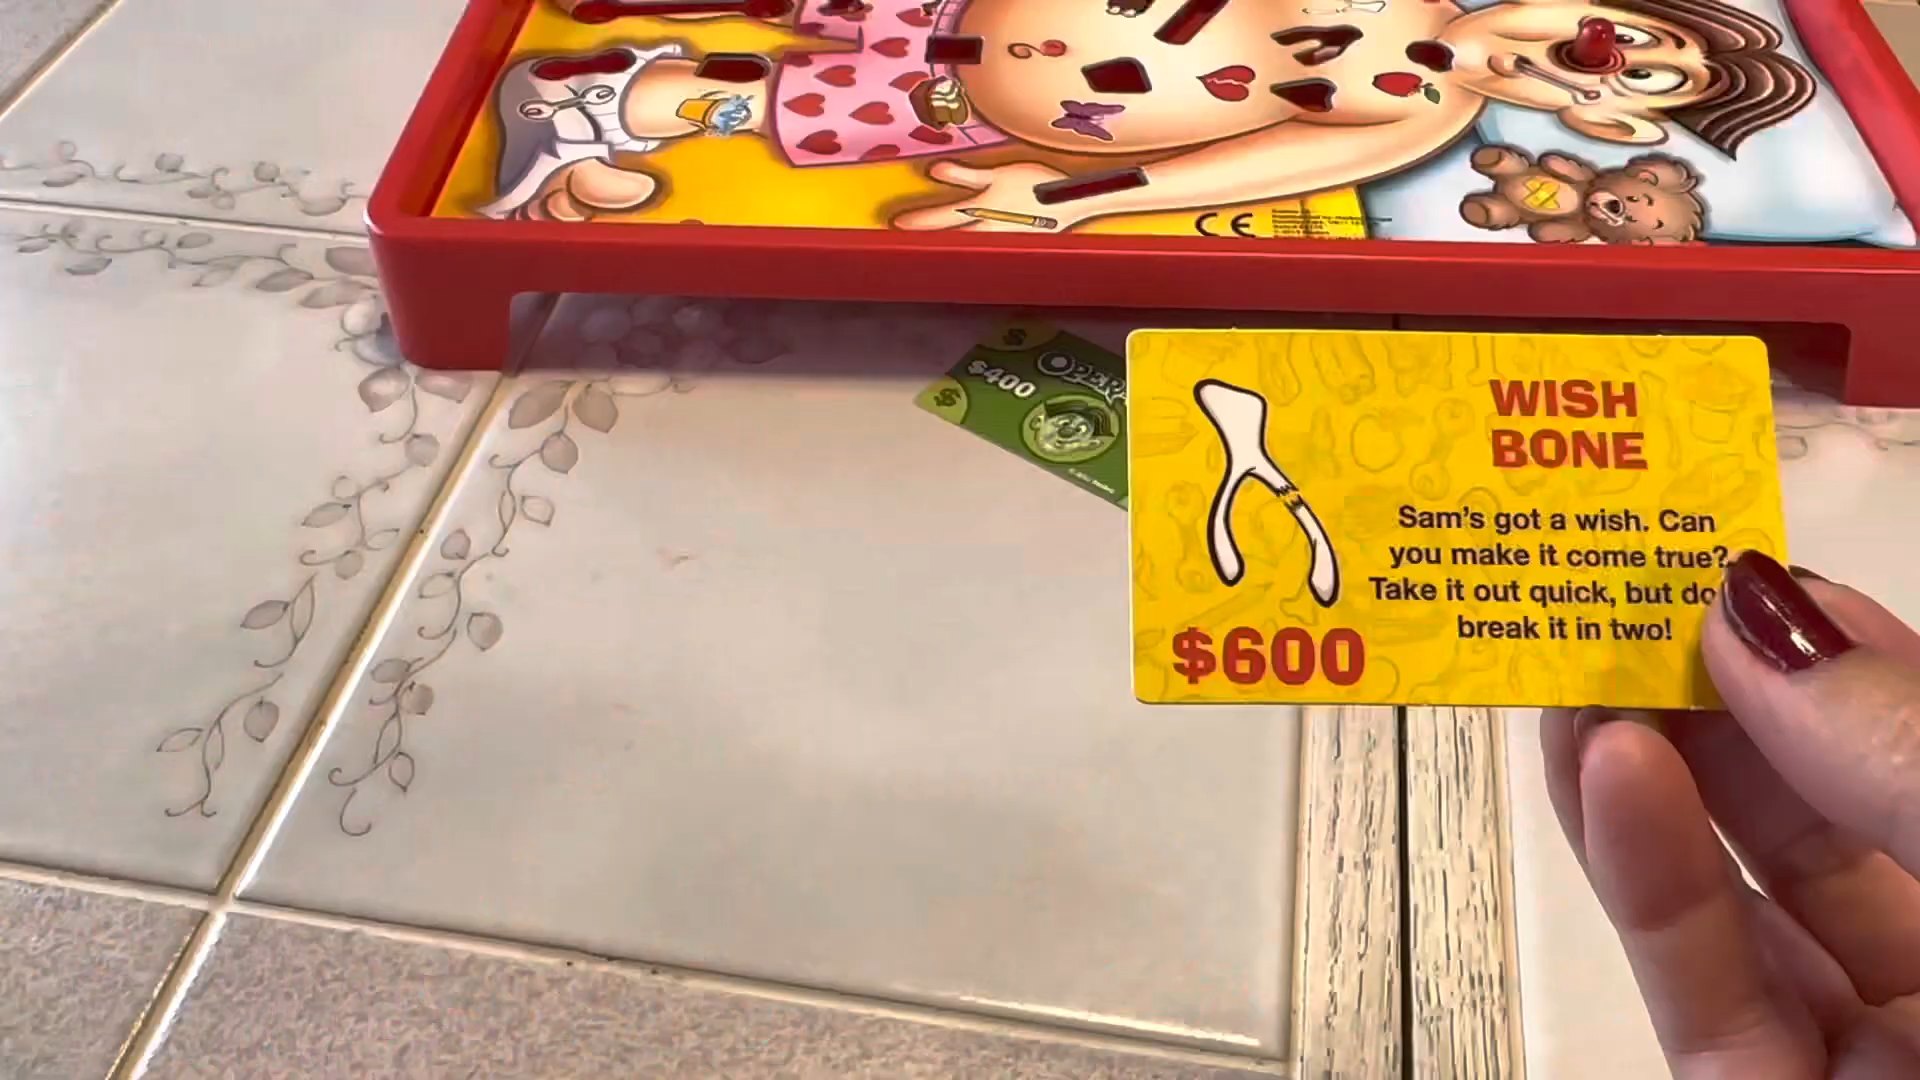 CE
$400
OPER
WISH
BONE
Sam's got a wish. Can
you make it come true?
Take it out quick, but do
break it in two!
$600